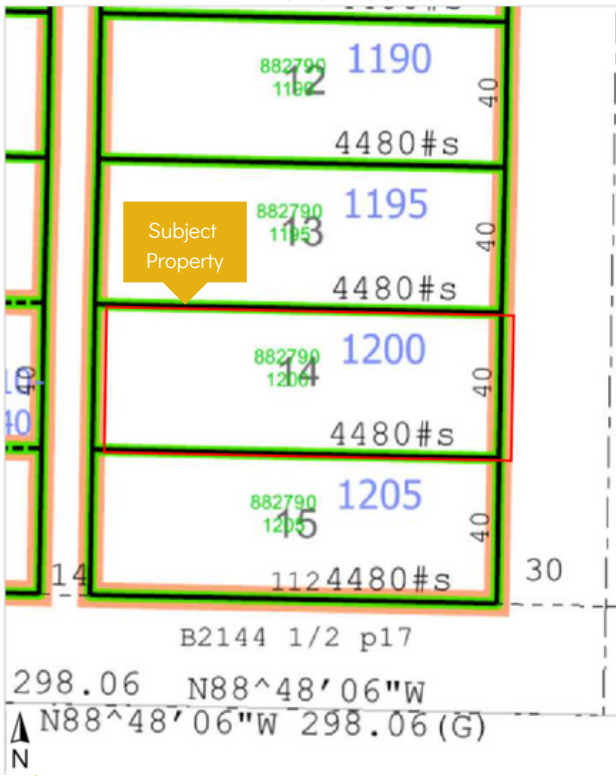 882790 1190
12 1190
40
4480#s
Subject
Property
882790 1195
13 1195
40
4480#s
882790 1200
14 1200
40
40
40
4480#s
882790 1205
15 1205
40
14
112 4480#s
30
B2144 1/2 p17
298.06 N88^48'06"W
N88^48'06"W 298.06(G)
N